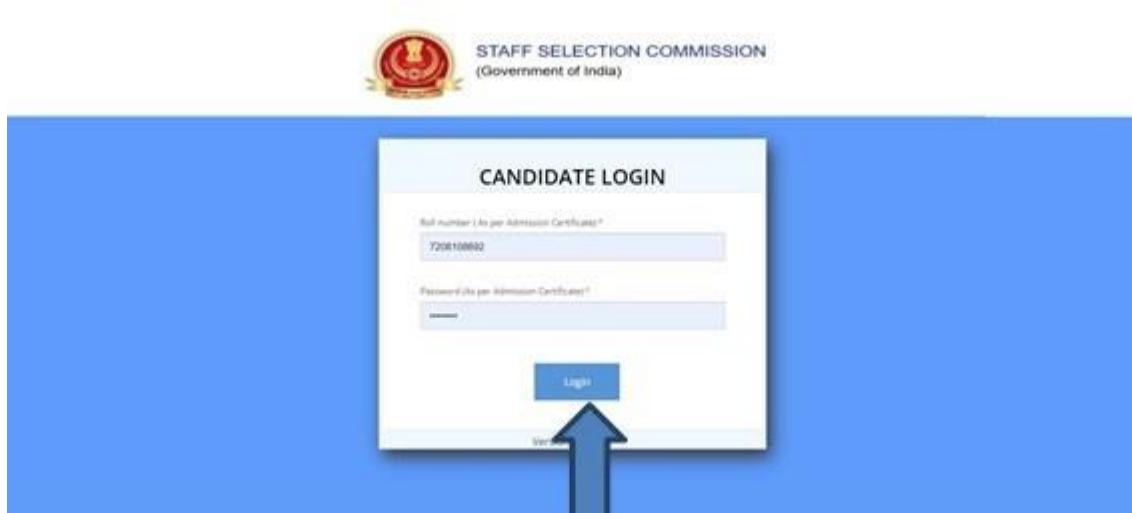 STAFF SELECTION COMMISSION
(Government of India)
CANDIDATE LOGIN
Roll number ( As per Admission Certificate) *
7208108692
Password (As per Admission Certificate) *
Login